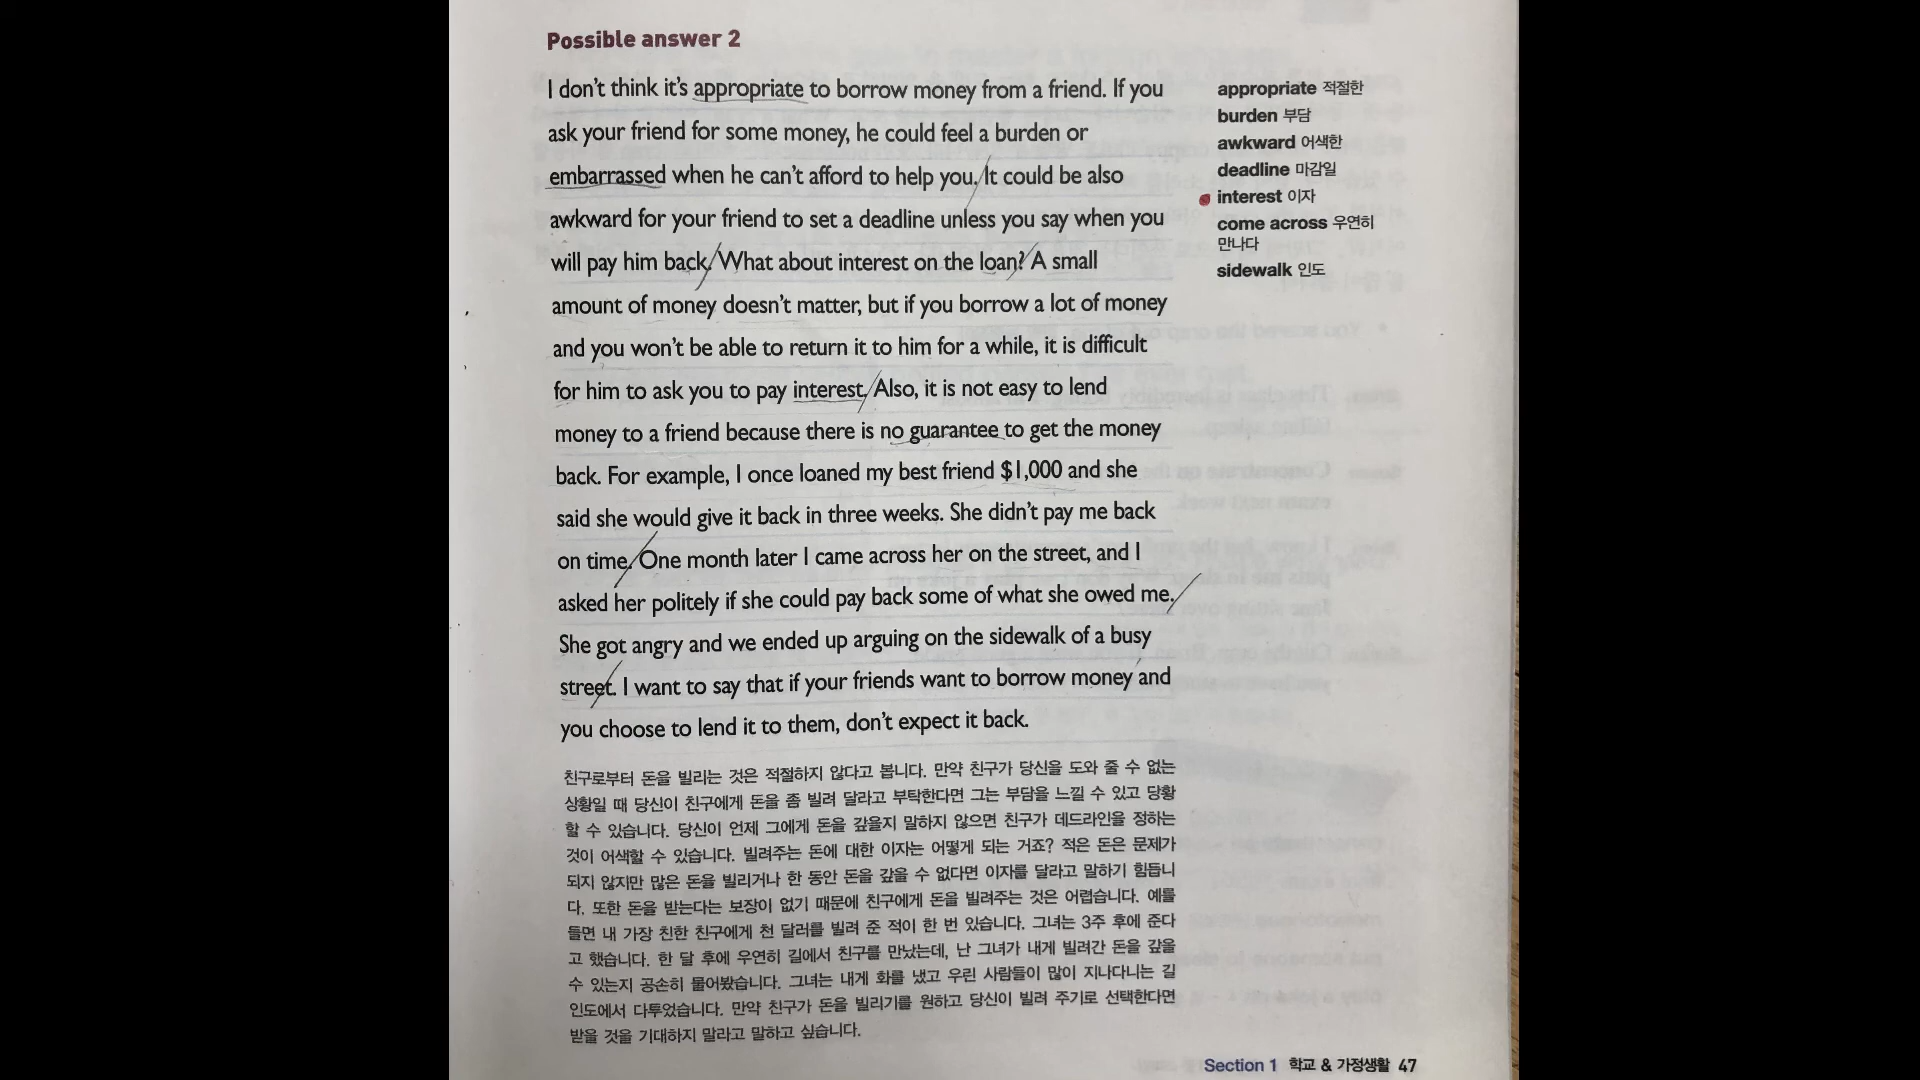 Possible answer 2
I don't think it's appropriate to borrow money from a friend. If you
ask your friend for some money, he could feel a burden or
embarrassed when he can't afford to help you. It could be also
awkward for your friend to set a deadline unless you say when you
will pay him back. What about interest on the loan? A small
amount of money doesn't matter, but if you borrow a lot of money
and you won't be able to return it to him for a while, it is difficult
for him to ask you to pay interest. Also, it is not easy to lend
money to a friend because there is no guarantee to get the money
back. For example, I once loaned my best friend $1,000 and she
said she would give it back in three weeks. She didn't pay me back
on time. One month later I came across her on the street, and I
asked her politely if she could pay back some of what she owed me.
She got angry and we ended up arguing on the sidewalk of a busy
street. I want to say that if your friends want to borrow money and
you choose to lend it to them, don't expect it back.
친구로부터 돈을 빌리는 것은 적절하지 않다고 봅니다. 만약 친구가 당신을 도와 줄 수 없는
상황일 때 당신이 친구에게 돈을 좀 빌려 달라고 부탁한다면 그는 부담을 느낄 수 있고 당황
할 수 있습니다. 당신이 언제 그에게 돈을 갚을지 말하지 않으면 친구가 데드라인을 정하는
것이 어색할 수 있습니다. 빌려주는 돈에 대한 이자는 어떻게 되는 거죠? 적은 돈은 문제가
되지 않지만 많은 돈을 빌리거나 한 동안 돈을 갚을 수 없다면 이자를 달라고 말하기 힘듭니
다. 또한 돈을 받는다는 보장이 없기 때문에 친구에게 돈을 빌려주는 것은 어렵습니다. 예를
들면 내 가장 친한 친구에게 천 달러를 빌려 준 적이 한 번 있습니다. 그녀는 3주 후에 준다
고 했습니다. 한 달 후에 우연히 길에서 친구를 만났는데, 난 그녀가 내게 빌려간 돈을 갚을
수 있는지 공손히 물어봤습니다. 그녀는 내게 화를 냈고 우린 사람들이 많이 지나다니는 길
인도에서 다투었습니다. 만약 친구가 돈을 빌리기를 원하고 당신이 빌려 주기로 선택한다면
받을 것을 기대하지 말라고 말하고 싶습니다.
appropriate 적절한
burden 부담
awkward 어색한
deadline 마감일
interest 이자
come across 우연히
만나다
sidewalk 인도
Section 1 학교 & 가정생활 47